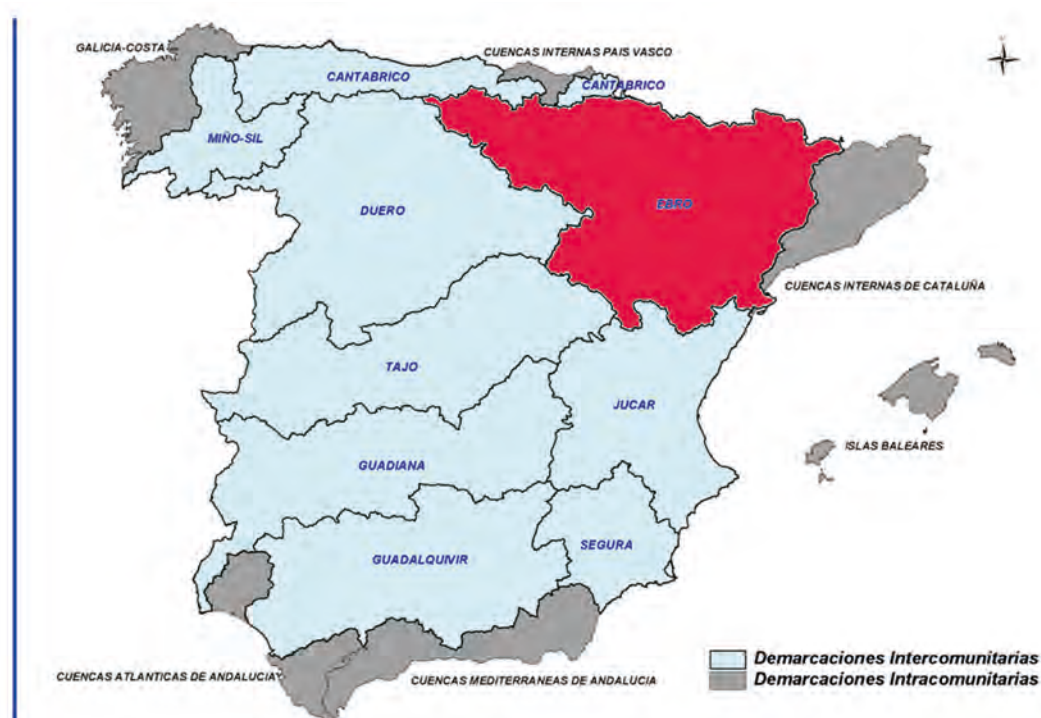 GALICIA-COSTA
CUENCAS INTERNAS PAIS VASCO
CANTABRICO
CANTABRICO
MIÑO-SIL
DUERO
EBRO
CUENCAS INTERNAS DE CATALUÑA
TAJO
JUCAR
ISLAS BALEARES
GUADIANA
SEGURA
GUADALQUIVIR
Demarcaciones Intercomunitarias
CUENCAS ATLANTICAS DE ANDALUCIA
CUENCAS MEDITERRANEAS DE ANDALUCIA
Demarcaciones Intracomunitarias